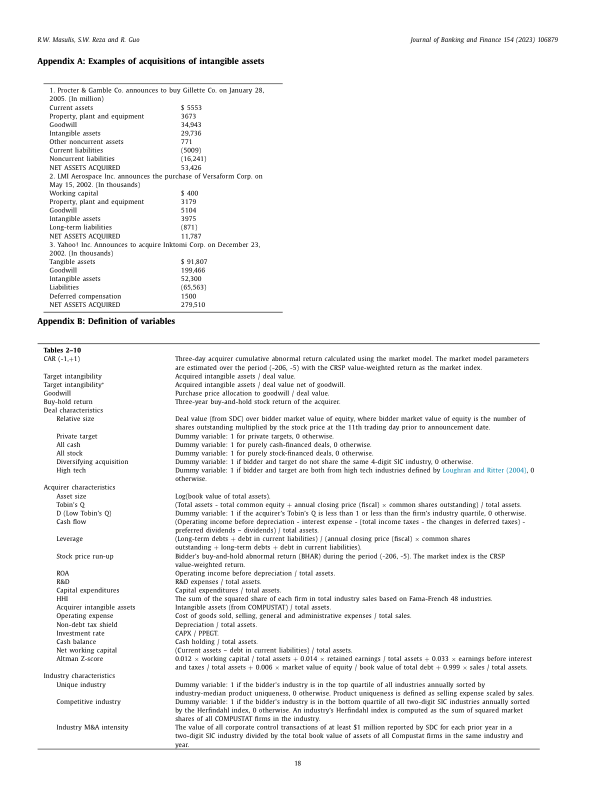 R.W. Masulis, S.W. Reza and R. Guo
Journal of Banking and Finance 154 (2023) 106879
Appendix A: Examples of acquisitions of intangible assets
1. Procter & Gamble Co. announces to buy Gillette Co. on January 28,
2005. (In million)
Current assets $ 5553
Property, plant and equipment 3673
Goodwill 34,943
Intangible assets 29,736
Other noncurrent assets 771
Current liabilities (5009)
Noncurrent liabilities (16,241)
NET ASSETS ACQUIRED 53,426
2. LMI Aerospace Inc. announces the purchase of Versaform Corp. on
May 15, 2002. (In thousands)
Working capital $ 400
Property, plant and equipment 3179
Goodwill 5104
Intangible assets 3975
Long-term liabilities (871)
NET ASSETS ACQUIRED 11,787
3. Yahoo! Inc. Announces to acquire Inktomi Corp. on December 23,
2002. (In thousands)
Tangible assets $ 91,807
Goodwill 199,466
Intangible assets 52,300
Liabilities (65,563)
Deferred compensation 1500
NET ASSETS ACQUIRED 279,510
Appendix B: Definition of variables
Tables 2–10
CAR (-1,+1) Three-day acquirer cumulative abnormal return calculated using the market model. The market model parameters
are estimated over the period (-206, -5) with the CRSP value-weighted return as the market index.
Target intangibility Acquired intangible assets / deal value.
Target intangibility* Acquired intangible assets / deal value net of goodwill.
Goodwill Purchase price allocation to goodwill / deal value.
Buy-hold return Three-year buy-and-hold stock return of the acquirer.
Deal characteristics
Relative size Deal value (from SDC) over bidder market value of equity, where bidder market value of equity is the number of
shares outstanding multiplied by the stock price at the 11th trading day prior to announcement date.
Private target Dummy variable: 1 for private targets, 0 otherwise.
All cash Dummy variable: 1 for purely cash-financed deals, 0 otherwise.
All stock Dummy variable: 1 for purely stock-financed deals, 0 otherwise.
Diversifying acquisition Dummy variable: 1 if bidder and target do not share the same 4-digit SIC industry, 0 otherwise.
High tech Dummy variable: 1 if bidder and target are both from high tech industries defined by Loughran and Ritter (2004), 0
otherwise.
Acquirer characteristics
Asset size Log(book value of total assets).
Tobin's Q (Total assets - total common equity + annual closing price (fiscal) × common shares outstanding) / total assets.
D (Low Tobin's Q) Dummy variable: 1 if the acquirer's Tobin's Q is less than 1 or less than the firm's industry quartile, 0 otherwise.
Cash flow (Operating income before depreciation - interest expense - (total income taxes - the changes in deferred taxes) -
preferred dividends – dividends) / total assets.
Leverage (Long-term debts + debt in current liabilities) / (annual closing price (fiscal) × common shares
outstanding + long-term debts + debt in current liabilities).
Stock price run-up Bidder's buy-and-hold abnormal return (BHAR) during the period (-206, -5). The market index is the CRSP
value-weighted return.
ROA Operating income before depreciation / total assets.
R&D R&D expenses / total assets.
Capital expenditures Capital expenditures / total assets.
HHI The sum of the squared share of each firm in total industry sales based on Fama-French 48 industries.
Acquirer intangible assets Intangible assets (from COMPUSTAT) / total assets.
Operating expense Cost of goods sold, selling, general and administrative expenses / total sales.
Non-debt tax shield Depreciation / total assets.
Investment rate CAPX / PPEGT.
Cash balance Cash holding / total assets.
Net working capital (Current assets – debt in current liabilities) / total assets.
Altman Z-score 0.012 × working capital / total assets + 0.014 × retained earnings / total assets + 0.033 × earnings before interest
and taxes / total assets + 0.006 × market value of equity / book value of total debt + 0.999 × sales / total assets.
Industry characteristics
Unique industry Dummy variable: 1 if the bidder's industry is in the top quartile of all industries annually sorted by
industry-median product uniqueness, 0 otherwise. Product uniqueness is defined as selling expense scaled by sales.
Competitive industry Dummy variable: 1 if the bidder's industry is in the bottom quartile of all two-digit SIC industries annually sorted
by the Herfindahl index, 0 otherwise. An industry's Herfindahl index is computed as the sum of squared market
shares of all COMPUSTAT firms in the industry.
Industry M&A intensity The value of all corporate control transactions of at least $1 million reported by SDC for each prior year in a
two-digit SIC industry divided by the total book value of assets of all Compustat firms in the same industry and
year.
18